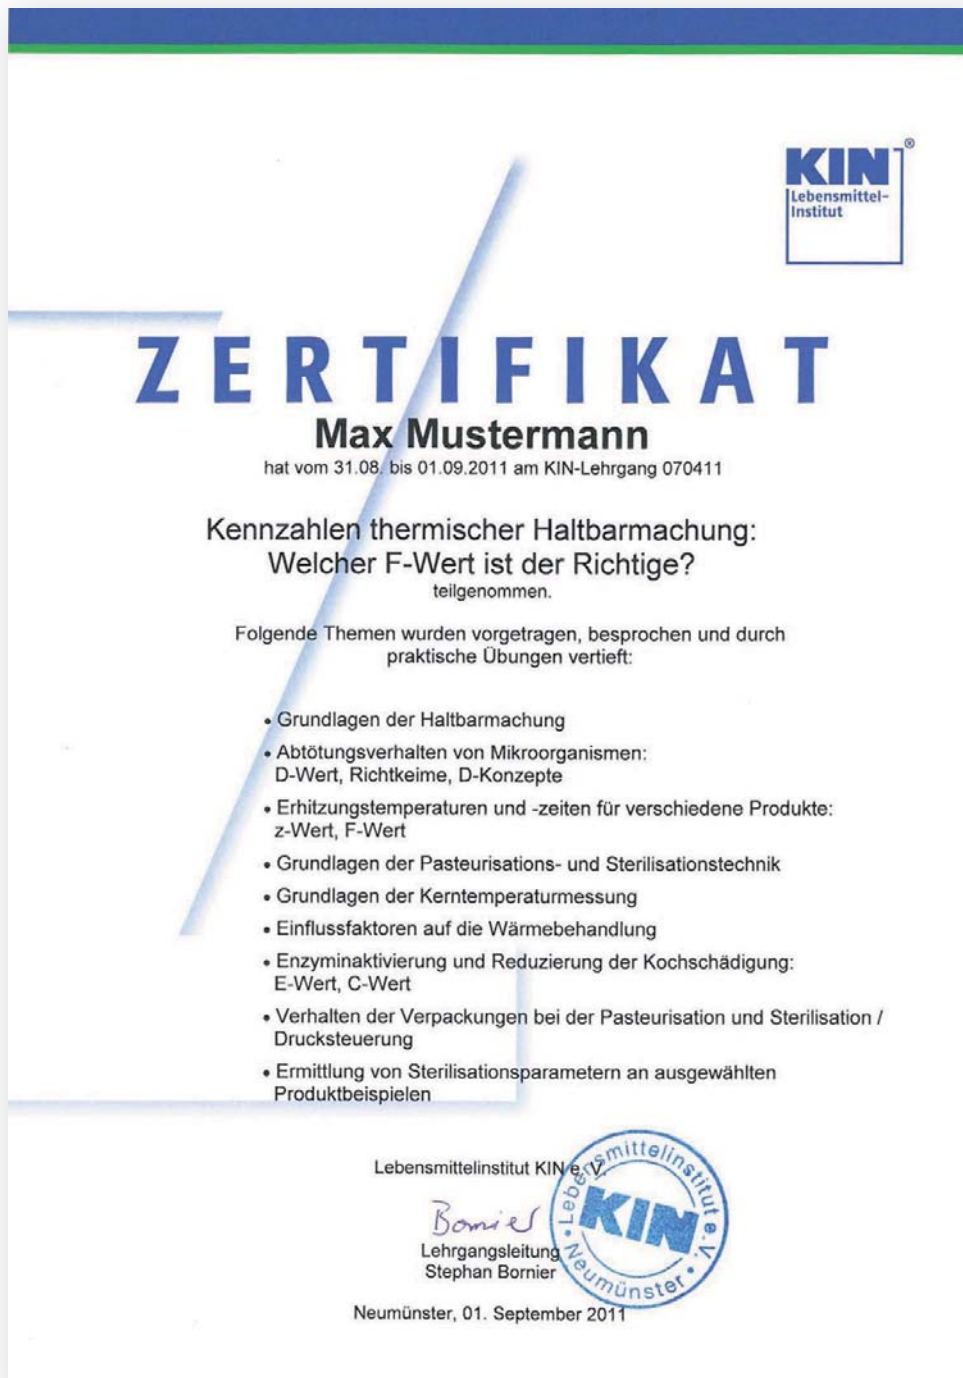 KIN®
Lebensmittel-
Institut
ZERTIFIKAT
Max Mustermann
hat vom 31.08. bis 01.09.2011 am KIN-Lehrgang 070411
Kennzahlen thermischer Haltbarmachung:
Welcher F-Wert ist der Richtige?
teilgenommen.
Folgende Themen wurden vorgetragen, besprochen und durch
praktische Übungen vertieft:
• Grundlagen der Haltbarmachung
• Abtötungsverhalten von Mikroorganismen:
D-Wert, Richtkeime, D-Konzepte
• Erhitzungstemperaturen und -zeiten für verschiedene Produkte:
z-Wert, F-Wert
• Grundlagen der Pasteurisations- und Sterilisationstechnik
• Grundlagen der Kerntemperaturmessung
• Einflussfaktoren auf die Wärmebehandlung
• Enzyminaktivierung und Reduzierung der Kochschädigung:
E-Wert, C-Wert
• Verhalten der Verpackungen bei der Pasteurisation und Sterilisation /
Drucksteuerung
• Ermittlung von Sterilisationsparametern an ausgewählten
Produktbeispielen
Lebensmittelinstitut KIN e. V.
Bornier
Lehrgangsleitung
Stephan Bornier
• Lebensmittelinstitut e. V. •
KIN
Neumünster
Neumünster, 01. September 2011